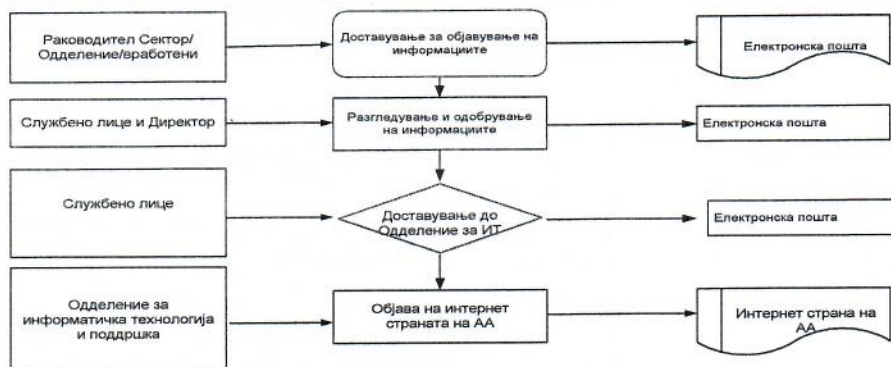 Раководител Сектор/
Одделение/вработени
Доставување за објавување на
информациите
Електронска пошта
Службено лице и Директор
Разгледување и одобрување
на информациите
Електронска пошта
Службено лице
Доставување до
Одделение за ИТ
Електронска пошта
Одделение за
информатичка технологија
и поддршка
Објава на интернет
страната на АА
Интернет страна на
АА